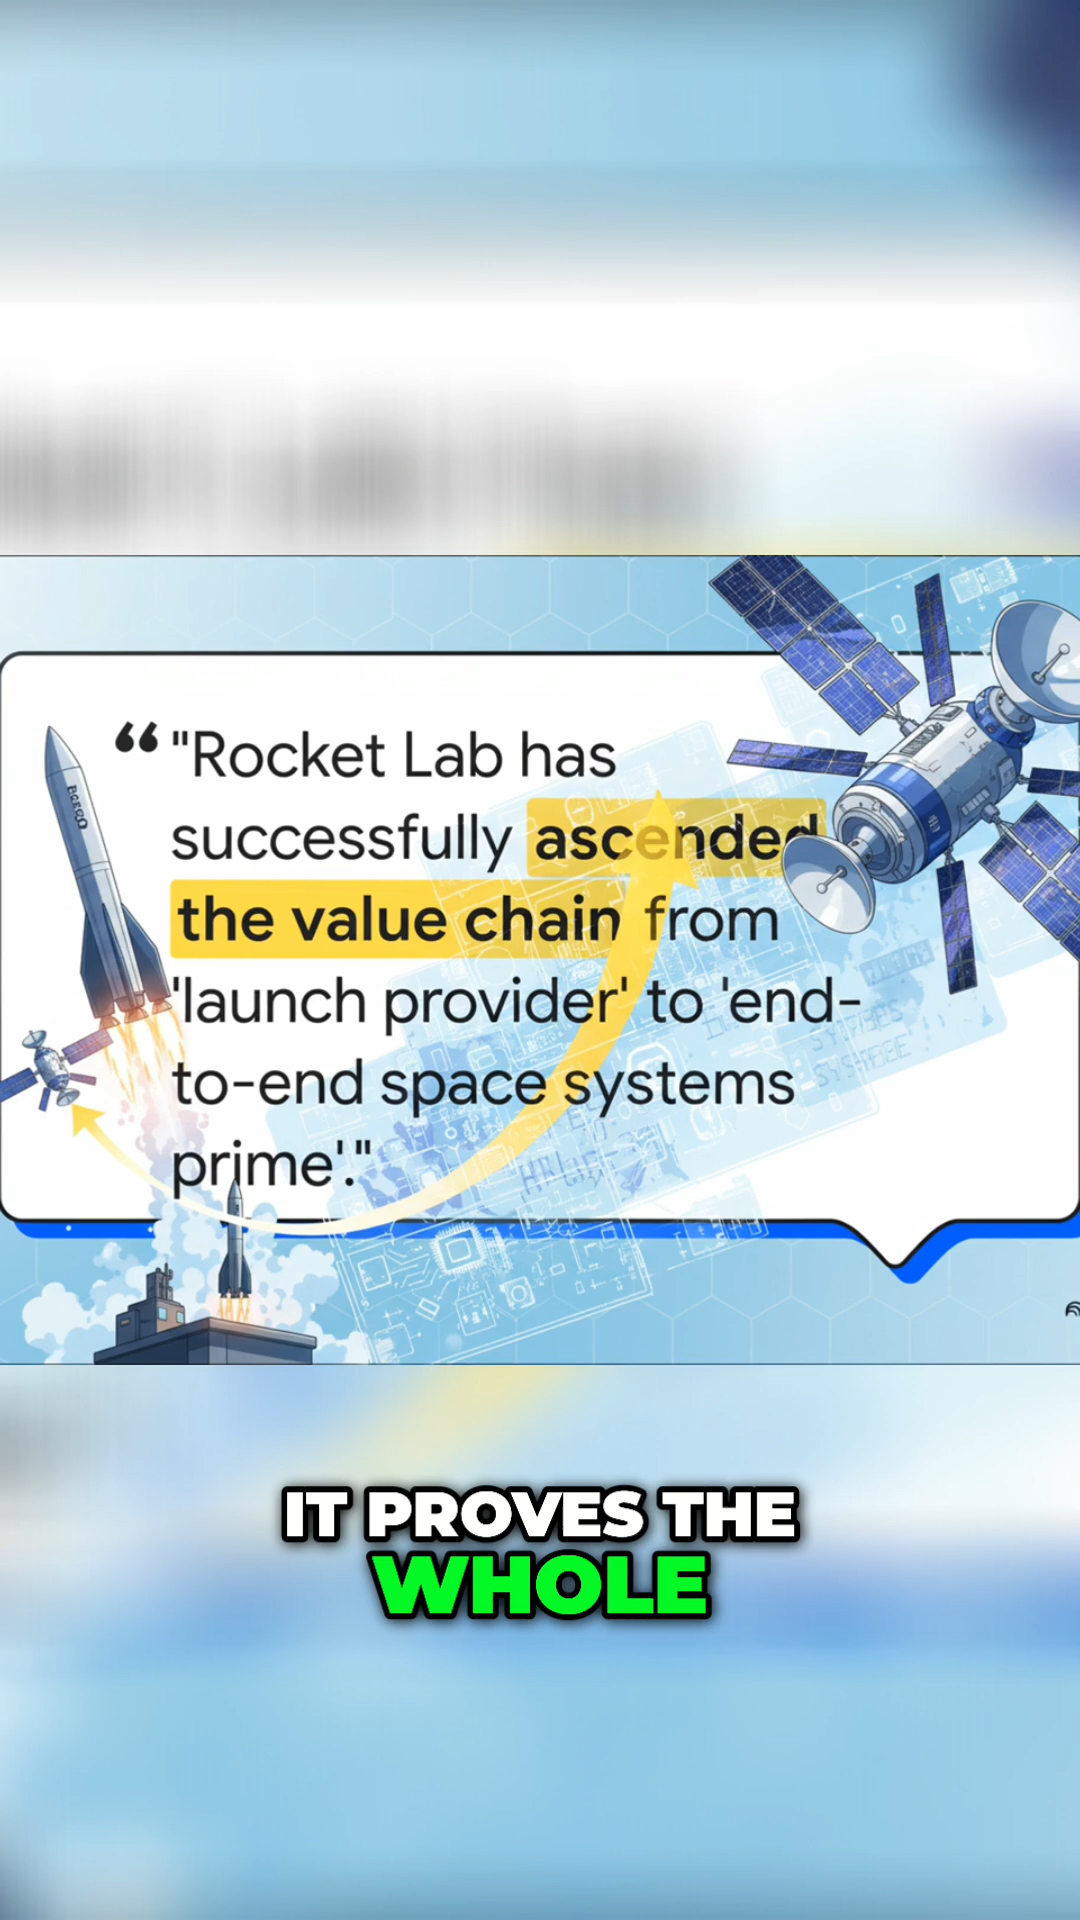 “ "Rocket Lab has
successfully ascended
the value chain from
'launch provider' to 'end-
to-end space systems
prime'."
IT PROVES THE
WHOLE